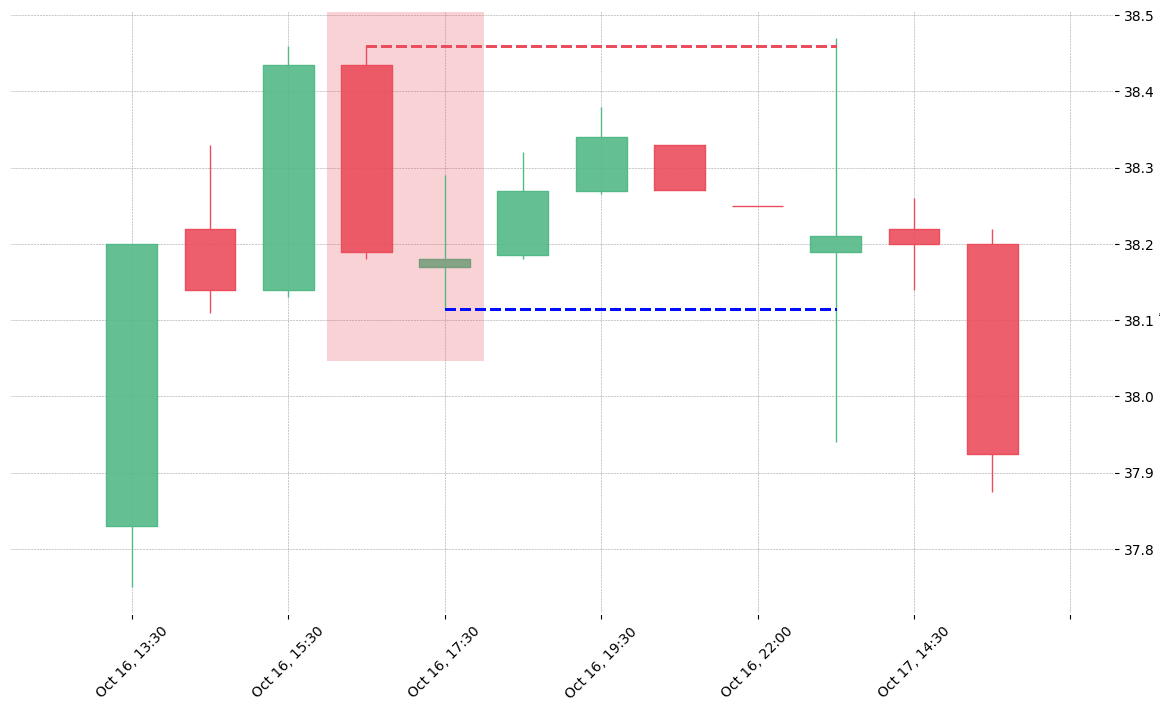 38.5
38.4
38.3
38.2
38.1
38.0
37.9
37.8
Oct 16, 13:30
Oct 16, 15:30
Oct 16, 17:30
Oct 16, 19:30
Oct 16, 22:00
Oct 17, 14:30